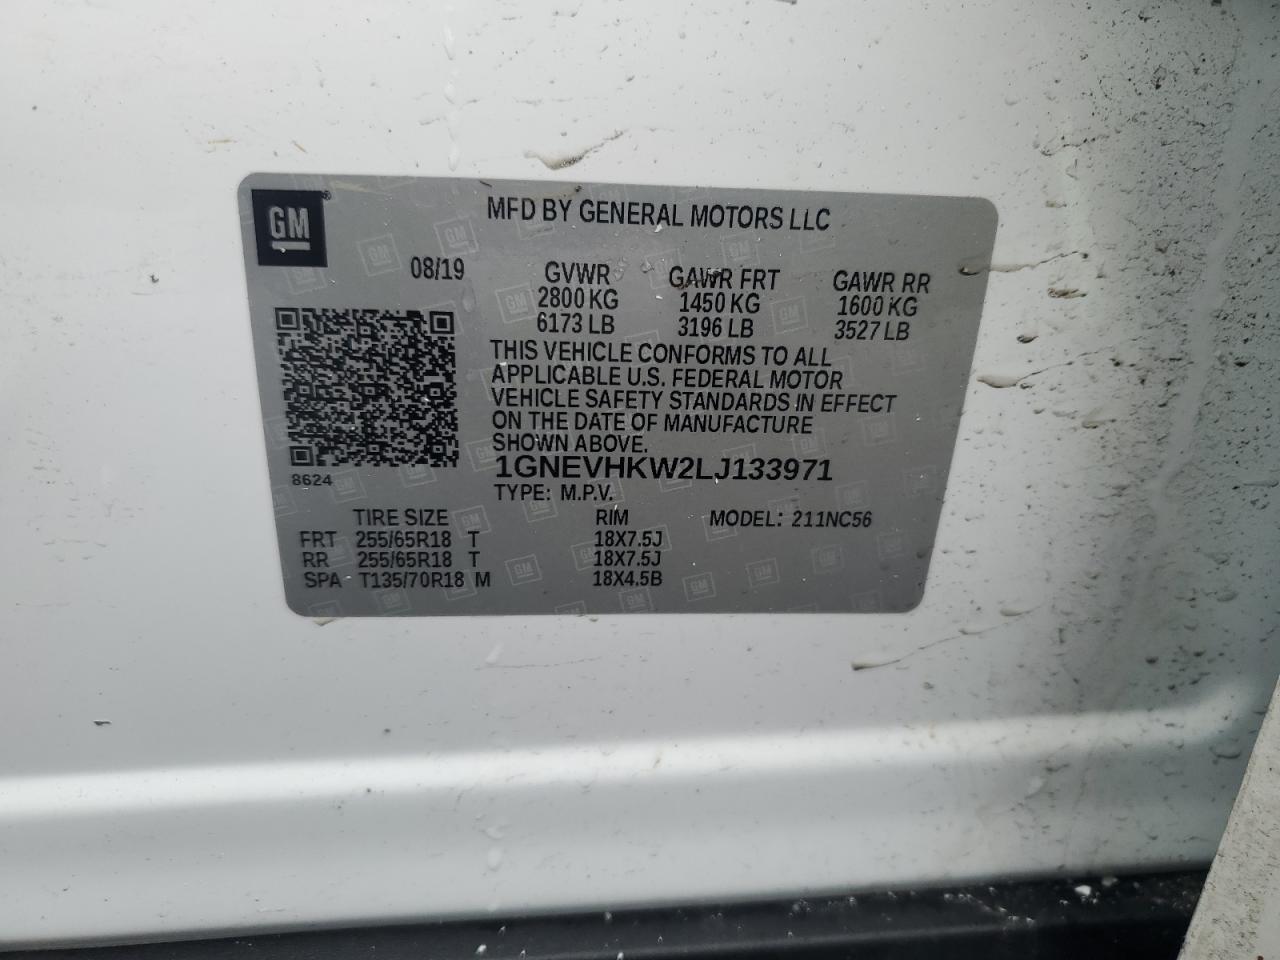 GM ®
MFD BY GENERAL MOTORS LLC
08/19
GVWR GAWR FRT GAWR RR
2800 KG 1450 KG 1600 KG
6173 LB 3196 LB 3527 LB
THIS VEHICLE CONFORMS TO ALL
APPLICABLE U.S. FEDERAL MOTOR
VEHICLE SAFETY STANDARDS IN EFFECT
ON THE DATE OF MANUFACTURE
SHOWN ABOVE.
8624
1GNEVHKW2LJ133971
TYPE: M.P.V.
TIRE SIZE RIM MODEL: 211NC56
FRT 255/65R18 T 18X7.5J
RR 255/65R18 T 18X7.5J
SPA T135/70R18 M 18X4.5B